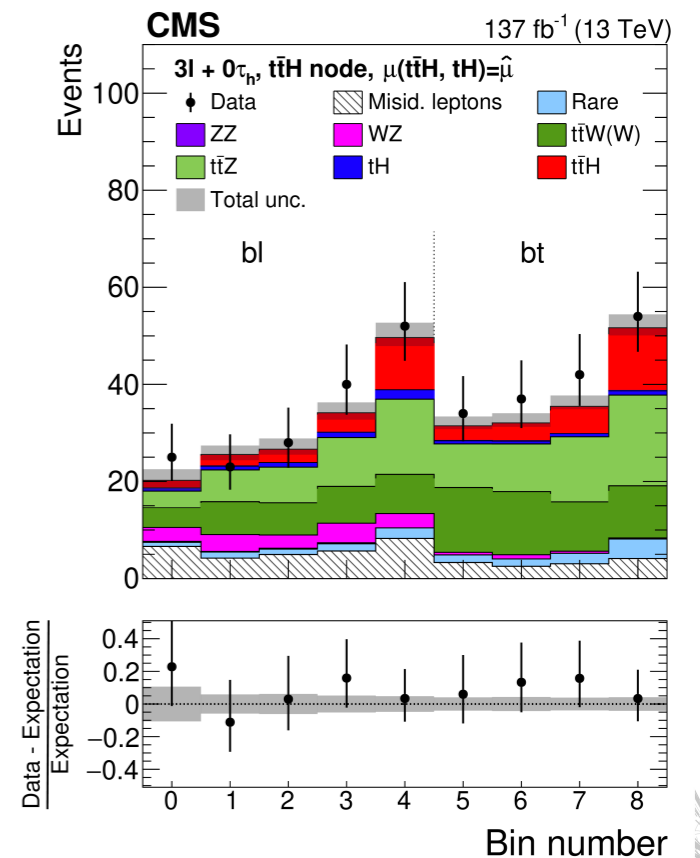 CMS 137 fb⁻¹ (13 TeV)
3l + 0τₕ, tt̄H node, μ(tt̄H, tH)=μ̂
Data Misid. leptons Rare
ZZ WZ tt̄W(W)
tt̄Z tH tt̄H
Total unc.
bl bt
Events
100
80
60
40
20
0
Data - Expectation
Expectation
0.4
0.2
0
−0.2
−0.4
0 1 2 3 4 5 6 7 8
Bin number